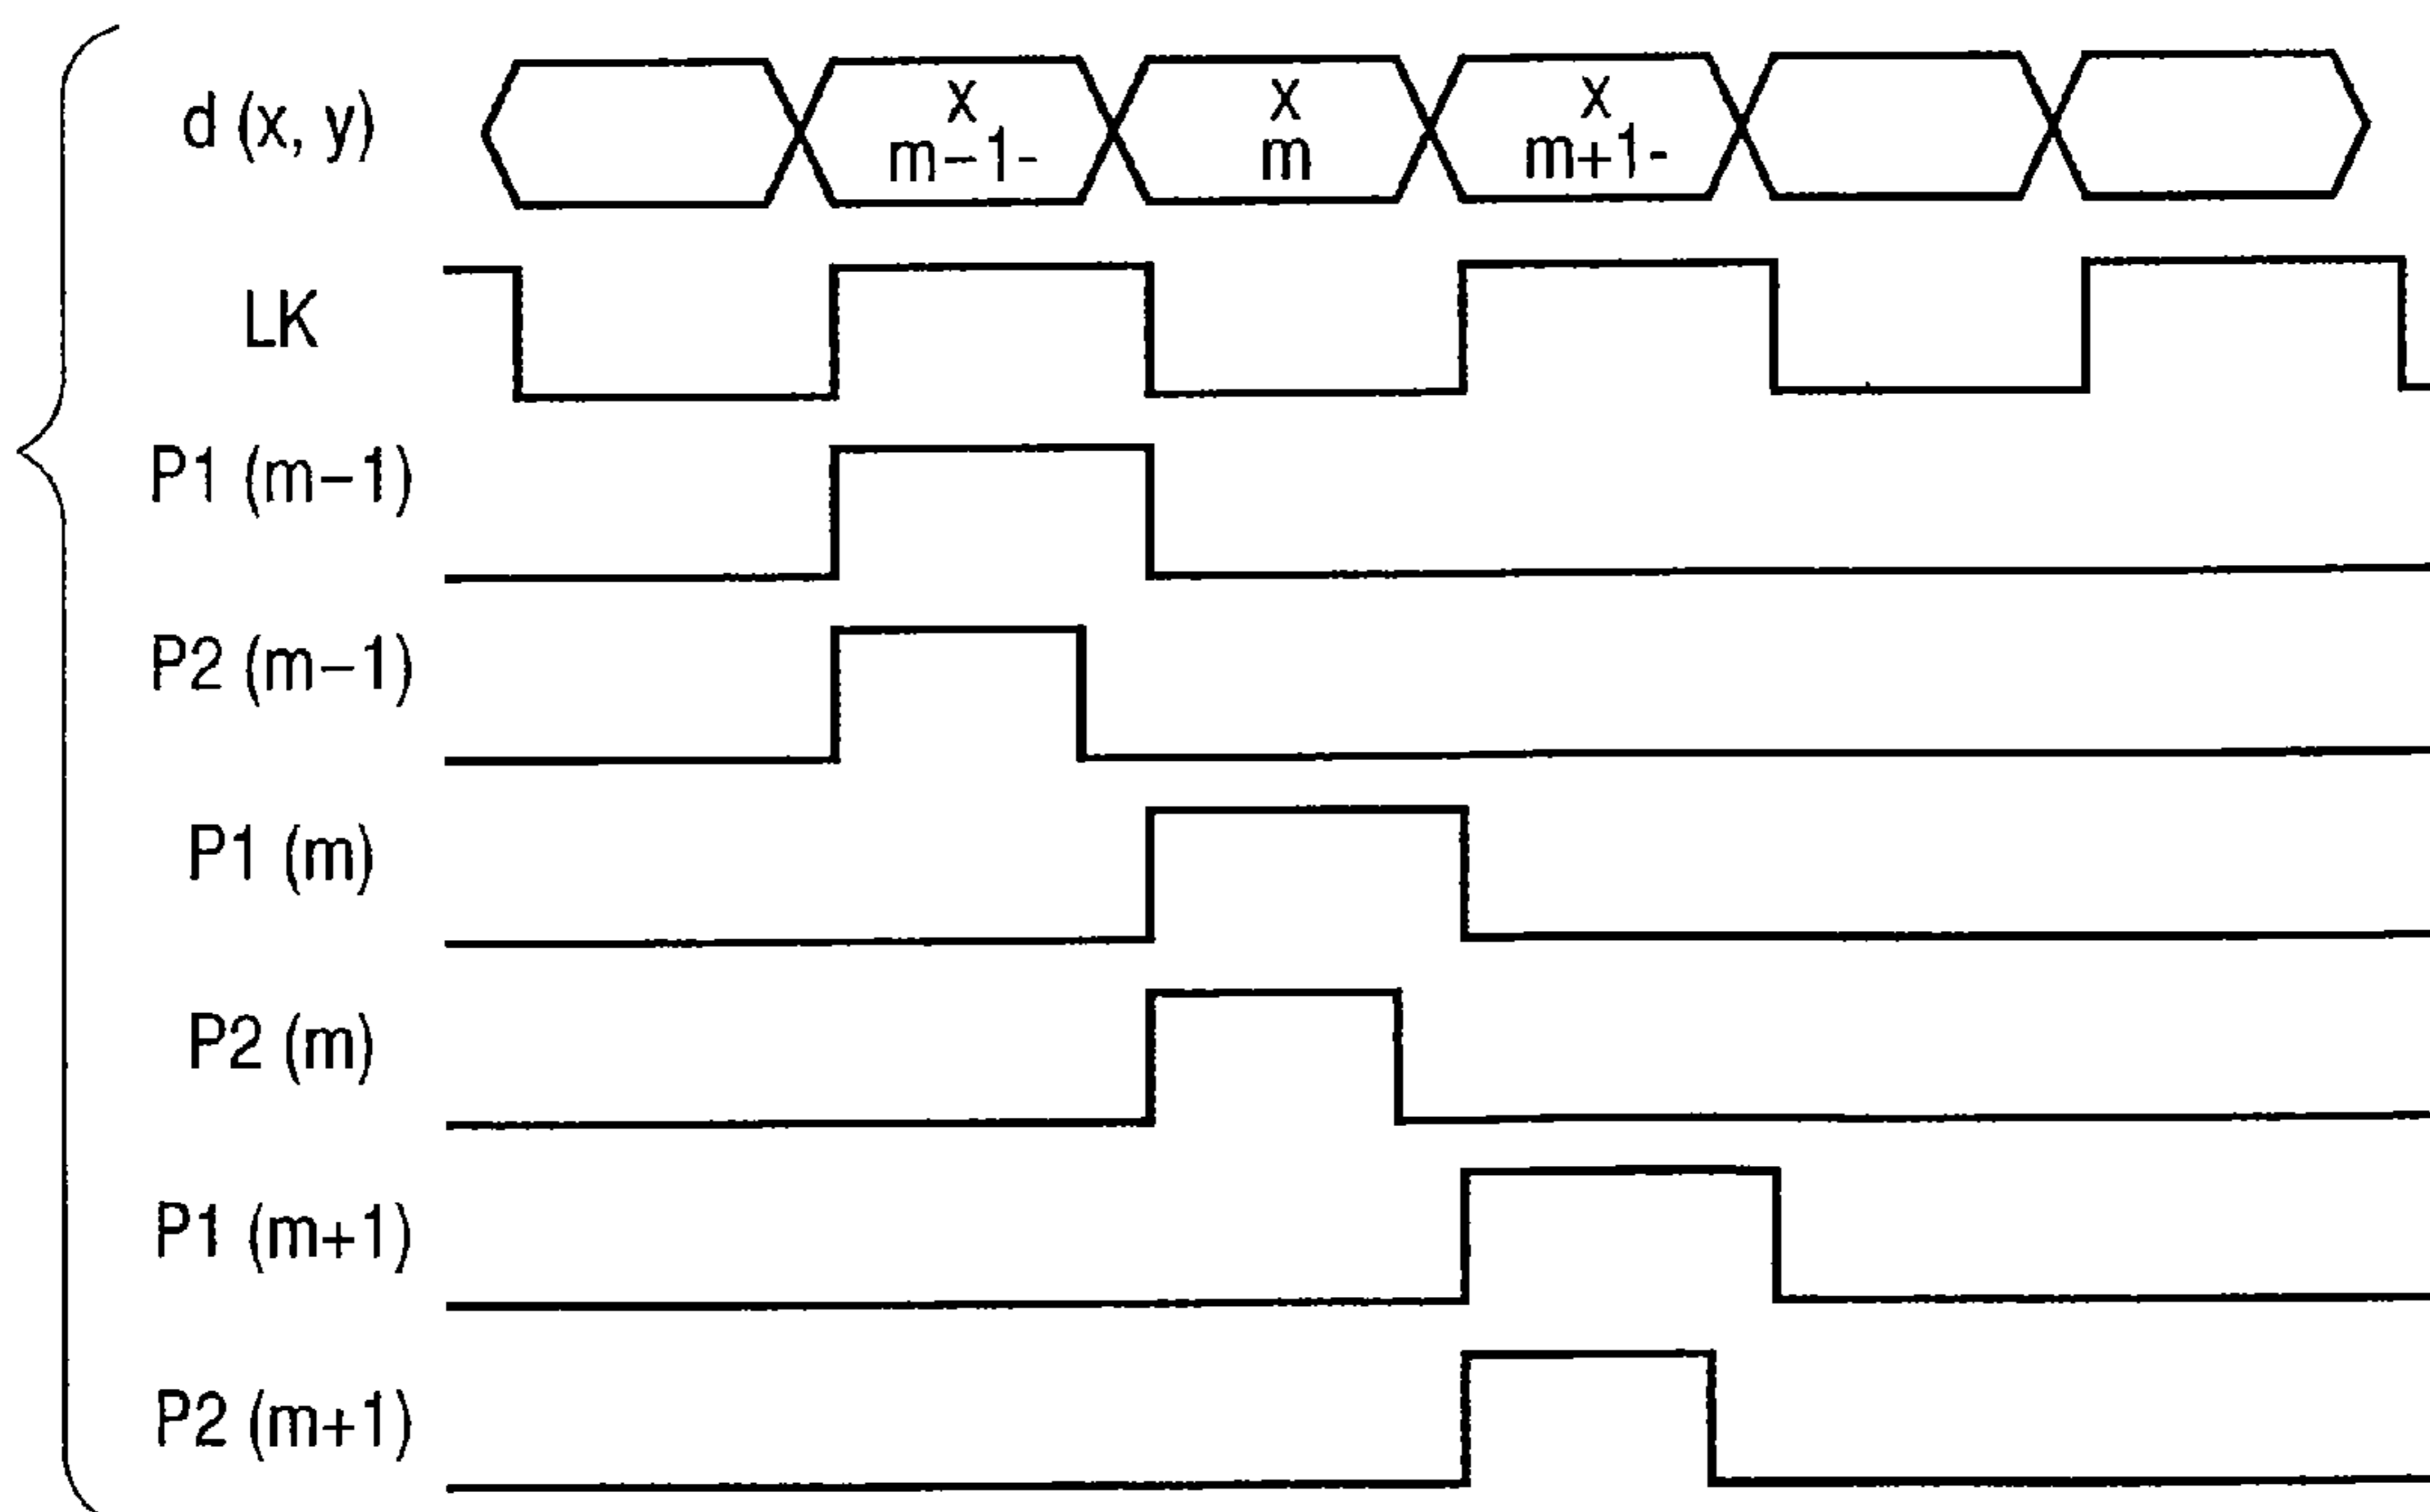 d (x, y)
x
m-1-
x
m
x
m+1-
LK
P1 (m-1)
P2 (m-1)
P1 (m)
P2 (m)
P1 (m+1)
P2 (m+1)